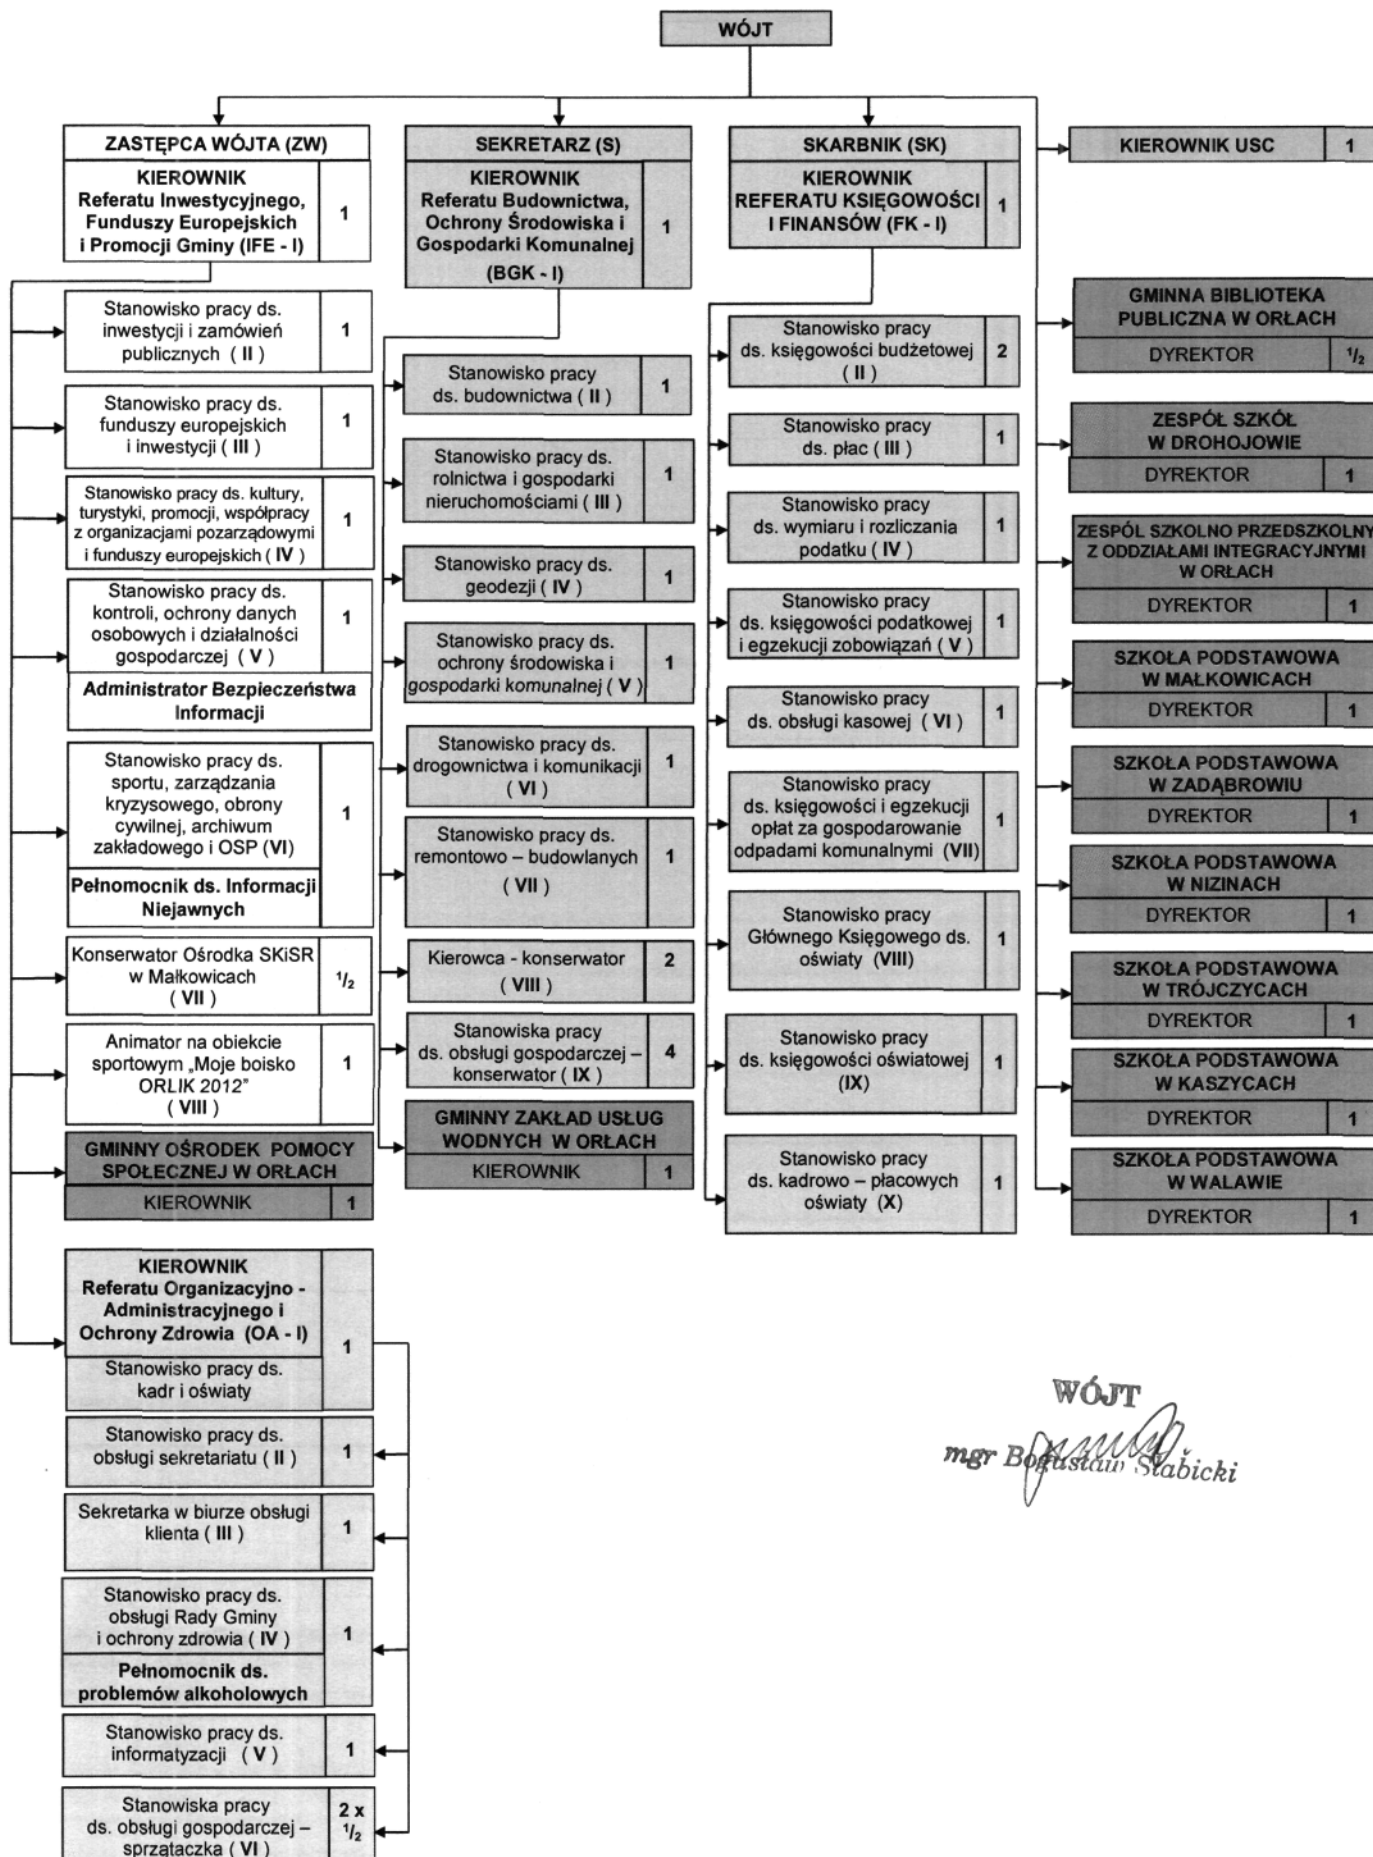 WÓJT
ZASTĘPCA WÓJTA (ZW)
KIEROWNIK
Referatu Inwestycyjnego,
Funduszy Europejskich
i Promocji Gminy (IFE - I)
1
Stanowisko pracy ds.
inwestycji i zamówień
publicznych ( II )
1
Stanowisko pracy ds.
funduszy europejskich
i inwestycji ( III )
1
Stanowisko pracy ds. kultury,
turystyki, promocji, współpracy
z organizacjami pozarządowymi
i funduszy europejskich ( IV )
1
Stanowisko pracy ds.
kontroli, ochrony danych
osobowych i działalności
gospodarczej ( V )
1
Administrator Bezpieczeństwa
Informacji
Stanowisko pracy ds.
sportu, zarządzania
kryzysowego, obrony
cywilnej, archiwum
zakładowego i OSP (VI)
1
Pełnomocnik ds. Informacji
Niejawnych
Konserwator Ośrodka SKiSR
w Małkowicach
( VII )
1/2
Animator na obiekcie
sportowym „Moje boisko
ORLIK 2012”
( VIII )
1
GMINNY OŚRODEK POMOCY
SPOŁECZNEJ W ORŁACH
KIEROWNIK 1
KIEROWNIK
Referatu Organizacyjno -
Administracyjnego i
Ochrony Zdrowia (OA - I)
1
Stanowisko pracy ds.
kadr i oświaty
Stanowisko pracy ds.
obsługi sekretariatu ( II )
1
Sekretarka w biurze obsługi
klienta ( III )
1
Stanowisko pracy ds.
obsługi Rady Gminy
i ochrony zdrowia ( IV )
1
Pełnomocnik ds.
problemów alkoholowych
Stanowisko pracy ds.
informatyzacji ( V )
1
Stanowiska pracy
ds. obsługi gospodarczej –
sprzątaczka ( VI )
2 x
1/2
SEKRETARZ (S)
KIEROWNIK
Referatu Budownictwa,
Ochrony Środowiska i
Gospodarki Komunalnej
(BGK - I)
1
Stanowisko pracy
ds. budownictwa ( II )
1
Stanowisko pracy ds.
rolnictwa i gospodarki
nieruchomościami ( III )
1
Stanowisko pracy ds.
geodezji ( IV )
1
Stanowisko pracy ds.
ochrony środowiska i
gospodarki komunalnej ( V )
1
Stanowisko pracy ds.
drogownictwa i komunikacji
( VI )
1
Stanowisko pracy ds.
remontowo – budowlanych
( VII )
1
Kierowca - konserwator
( VIII )
2
Stanowiska pracy
ds. obsługi gospodarczej –
konserwator ( IX )
4
GMINNY ZAKŁAD USŁUG
WODNYCH W ORŁACH
KIEROWNIK 1
SKARBNIK (SK)
KIEROWNIK
REFERATU KSIĘGOWOŚCI
I FINANSÓW (FK - I)
1
Stanowisko pracy
ds. księgowości budżetowej
( II )
2
Stanowisko pracy
ds. płac ( III )
1
Stanowisko pracy
ds. wymiaru i rozliczania
podatku ( IV )
1
Stanowisko pracy
ds. księgowości podatkowej
i egzekucji zobowiązań ( V )
1
Stanowisko pracy
ds. obsługi kasowej ( VI )
1
Stanowisko pracy
ds. księgowości i egzekucji
opłat za gospodarowanie
odpadami komunalnymi (VII)
1
Stanowisko pracy
Głównego Księgowego ds.
oświaty (VIII)
1
Stanowisko pracy
ds. księgowości oświatowej
(IX)
1
Stanowisko pracy
ds. kadrowo – płacowych
oświaty (X)
1
KIEROWNIK USC 1
GMINNA BIBLIOTEKA
PUBLICZNA W ORŁACH
DYREKTOR 1/2
ZESPÓŁ SZKÓŁ
W DROHOJOWIE
DYREKTOR 1
ZESPÓŁ SZKOLNO PRZEDSZKOLNY
Z ODDZIAŁAMI INTEGRACYJNYMI
W ORŁACH
DYREKTOR 1
SZKOŁA PODSTAWOWA
W MAŁKOWICACH
DYREKTOR 1
SZKOŁA PODSTAWOWA
W ZADĄBROWIU
DYREKTOR 1
SZKOŁA PODSTAWOWA
W NIZINACH
DYREKTOR 1
SZKOŁA PODSTAWOWA
W TRÓJCZYCACH
DYREKTOR 1
SZKOŁA PODSTAWOWA
W KASZYCACH
DYREKTOR 1
SZKOŁA PODSTAWOWA
W WALAWIE
DYREKTOR 1
WÓJT
mgr Bogusław Słabicki